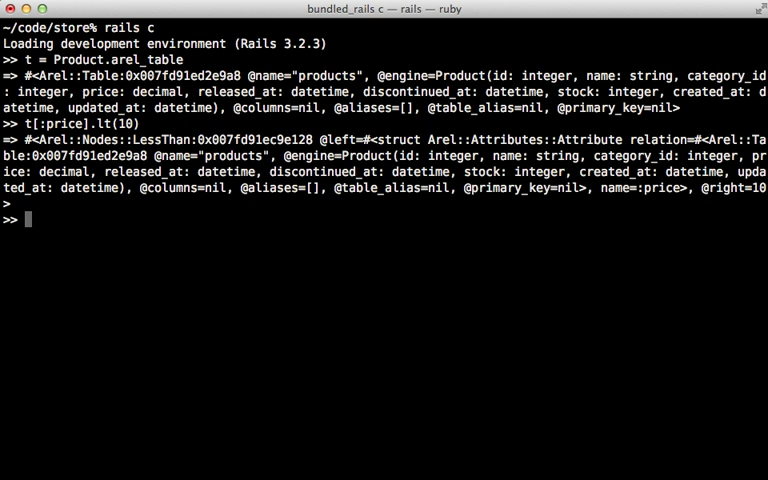 bundled_rails c — rails — ruby
~/code/store% rails c
Loading development environment (Rails 3.2.3)
>> t = Product.arel_table
=> #<Arel::Table:0x007fd91ed2e9a8 @name="products", @engine=Product(id: integer, name: string, category_id
: integer, price: decimal, released_at: datetime, discontinued_at: datetime, stock: integer, created_at: d
atetime, updated_at: datetime), @columns=nil, @aliases=[], @table_alias=nil, @primary_key=nil>
>> t[:price].lt(10)
=> #<Arel::Nodes::LessThan:0x007fd91ec9e128 @left=#<struct Arel::Attributes::Attribute relation=#<Arel::Ta
ble:0x007fd91ed2e9a8 @name="products", @engine=Product(id: integer, name: string, category_id: integer, pr
ice: decimal, released_at: datetime, discontinued_at: datetime, stock: integer, created_at: datetime, upda
ted_at: datetime), @columns=nil, @aliases=[], @table_alias=nil, @primary_key=nil>, name=:price>, @right=10
>
>>